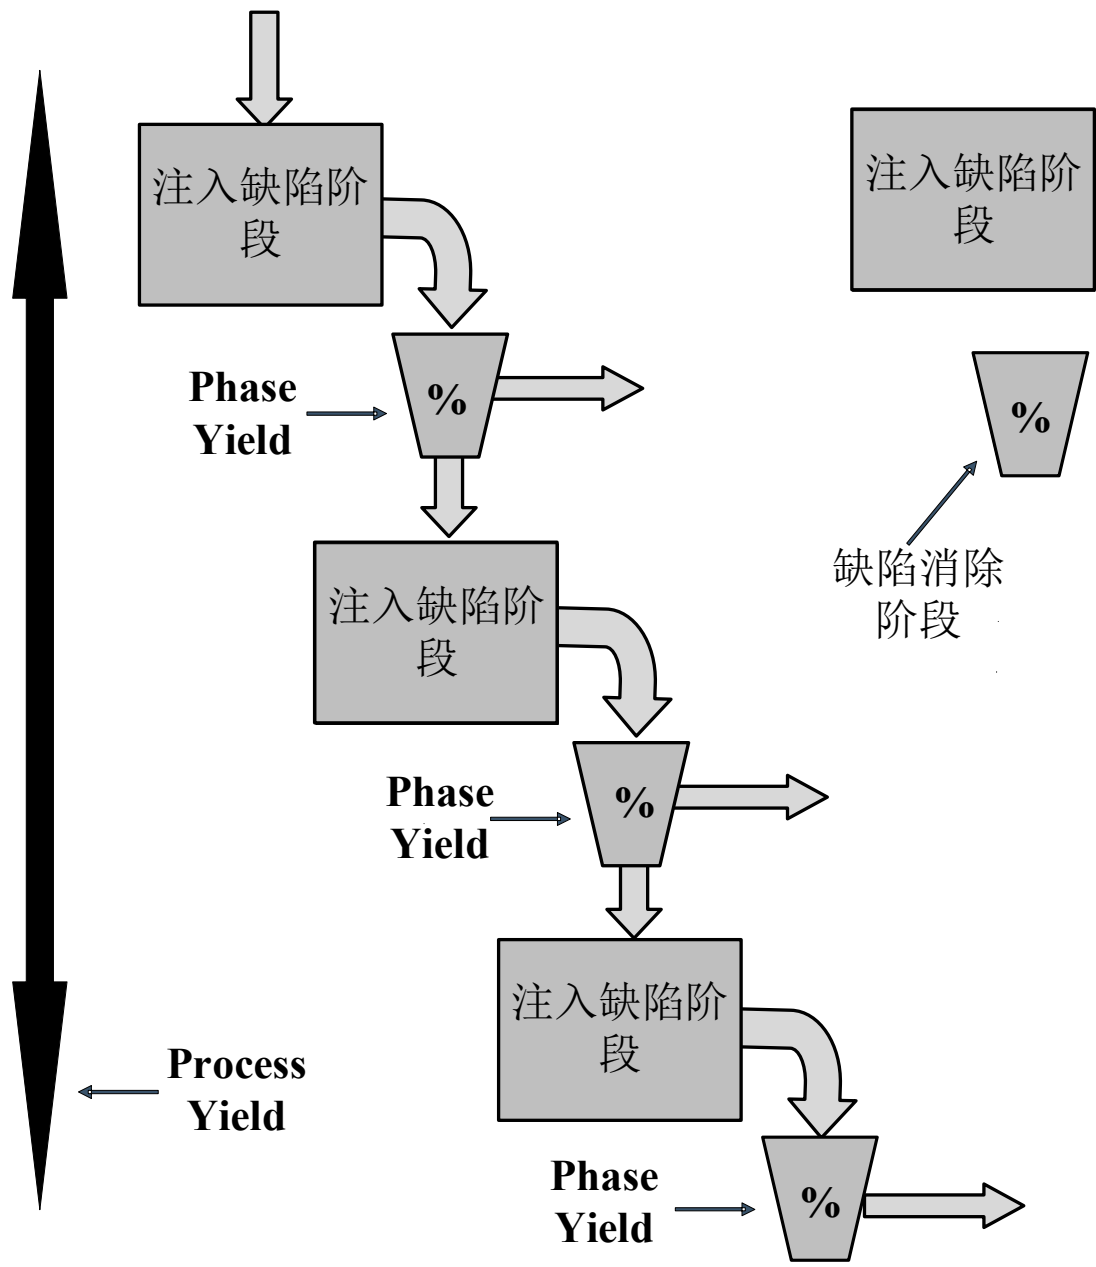 注入缺陷阶
段
注入缺陷阶
段
%
Phase
Yield
%
缺陷消除
阶段
注入缺陷阶
段
%
Phase
Yield
注入缺陷阶
段
Process
Yield
%
Phase
Yield